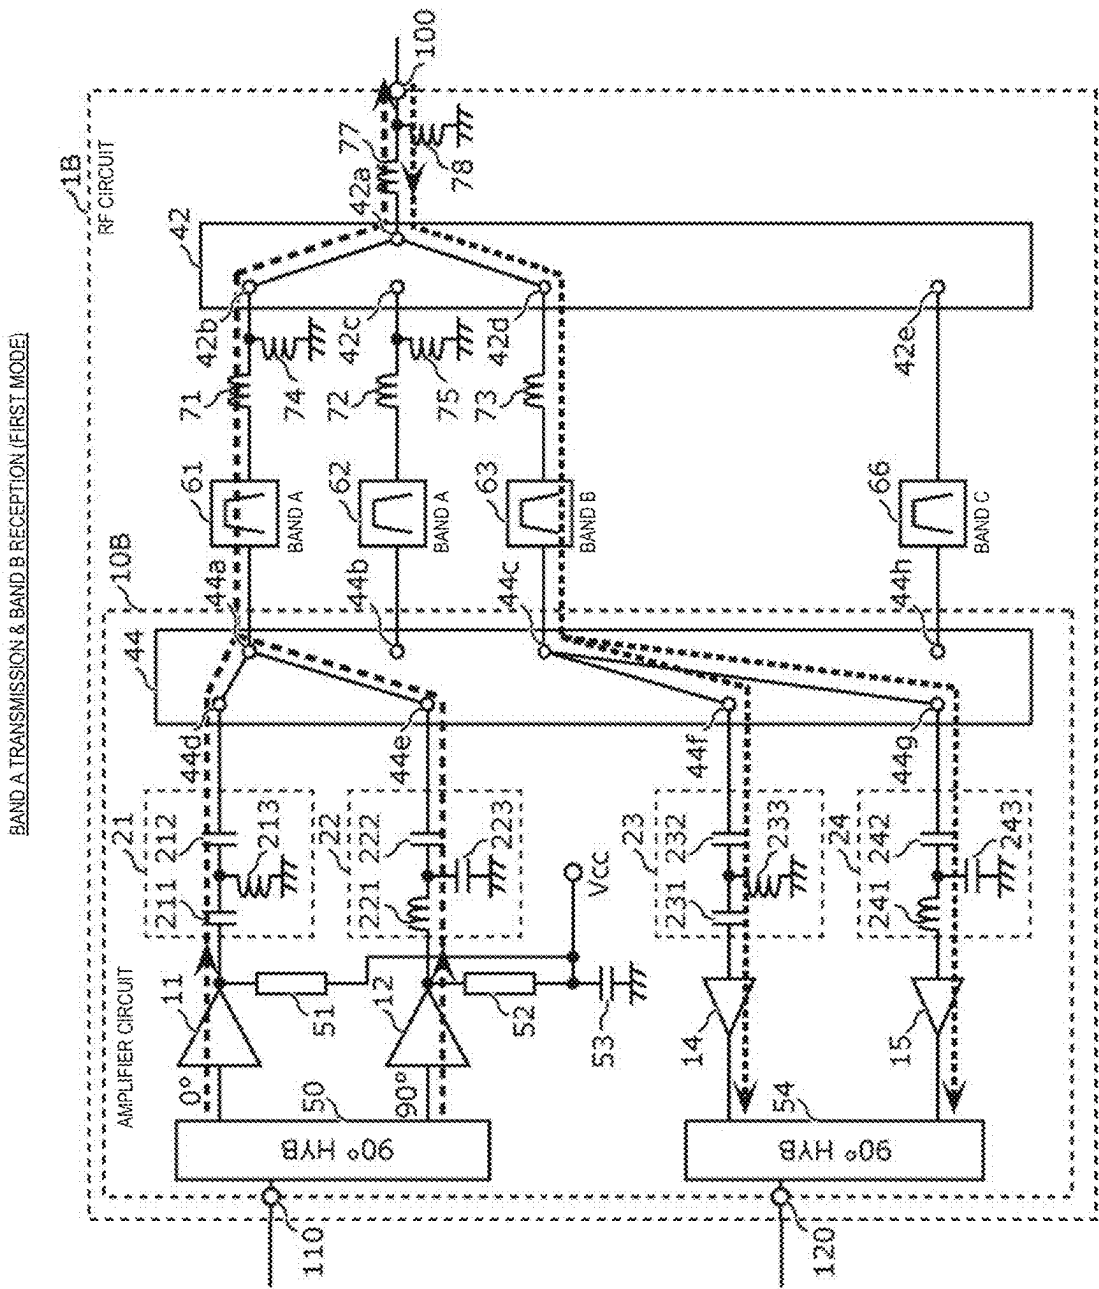 BAND A TRANSMISSION & BAND B RECEPTION (FIRST MODE)
1B
RF CIRCUIT
10B
AMPLIFIER CIRCUIT
110
90° HYB
50
0°
11
51
21
211
212
213
44d
44
44a
61
BAND A
71
74
42b
42
90°
12
52
53
Vcc
22
221
222
223
44e
44b
62
BAND A
72
75
42c
42a
77
78
100
44c
63
BAND B
73
42d
120
90° HYB
54
14
23
231
232
233
44f
15
24
241
242
243
44g
44h
66
BAND C
42e